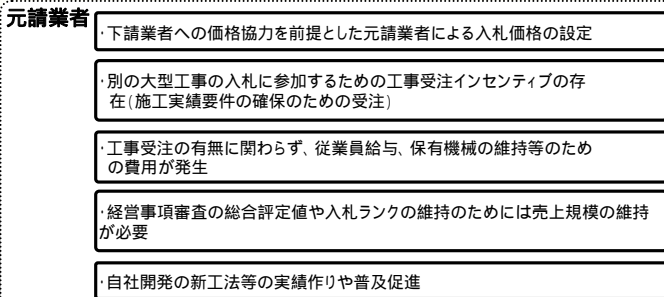 元請業者
･下請業者への価格協力を前提とした元請業者による入札価格の設定
･別の大型工事の入札に参加するための工事受注インセンティブの存
在(施工実績要件の確保のための受注)
･工事受注の有無に関わらず、従業員給与、保有機械の維持等のため
の費用が発生
･経営事項審査の総合評定値や入札ランクの維持のためには売上規模の維持
が必要
･自社開発の新工法等の実績作りや普及促進